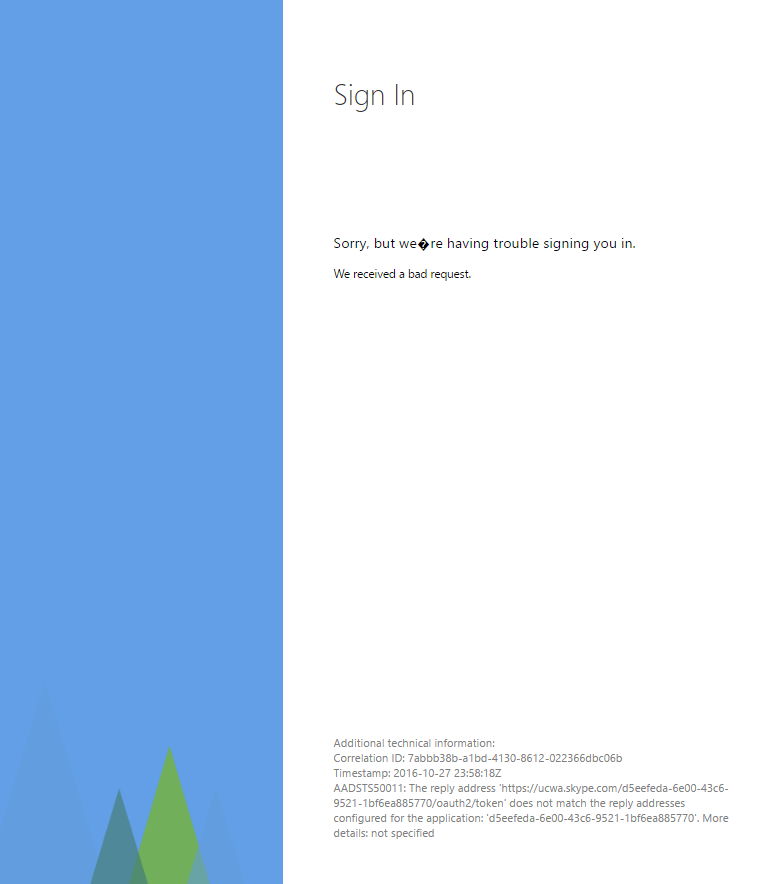 Sign In
Sorry, but we�re having trouble signing you in.
We received a bad request.
Additional technical information:
Correlation ID: 7abbb38b-a1bd-4130-8612-022366dbc06b
Timestamp: 2016-10-27 23:58:18Z
AADSTS50011: The reply address 'https://ucwa.skype.com/d5eefeda-6e00-43c6-
9521-1bf6ea885770/oauth2/token' does not match the reply addresses
configured for the application: 'd5eefeda-6e00-43c6-9521-1bf6ea885770'. More
details: not specified